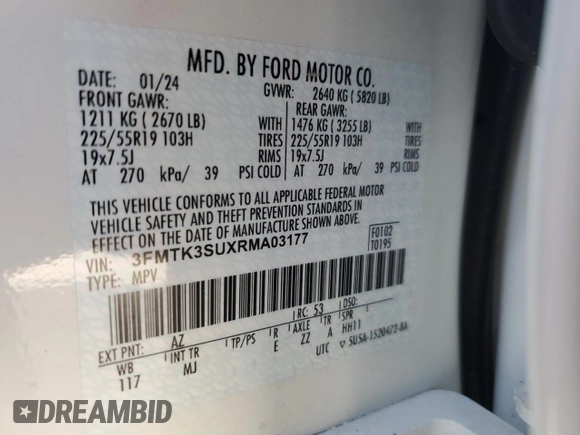 MFD. BY FORD MOTOR CO.
DATE: 01/24 GVWR: 2640 KG ( 5820 LB)
FRONT GAWR: REAR GAWR:
1211 KG ( 2670 LB) WITH 1476 KG ( 3255 LB) WITH
225/55R19 103H TIRES 225/55R19 103H TIRES
19x7.5J RIMS 19x7.5J RIMS
AT 270 kPa/ 39 PSI COLD AT 270 kPa/ 39 PSI COLD
THIS VEHICLE CONFORMS TO ALL APPLICABLE FEDERAL MOTOR
VEHICLE SAFETY AND THEFT PREVENTION STANDARDS IN
EFFECT ON THE DATE OF MANUFACTURE SHOWN ABOVE.
VIN: 3FMTK3SUXRMA03177 F0102
TYPE: MPV T0195
RC: 53 DSO:
EXT PNT: AZ
WB INT TR TP/PS R AXLE TR SPR
117 MJ E ZZ A HH11
UTC ▽ 5U5A-1520472-BA
DREAMBID